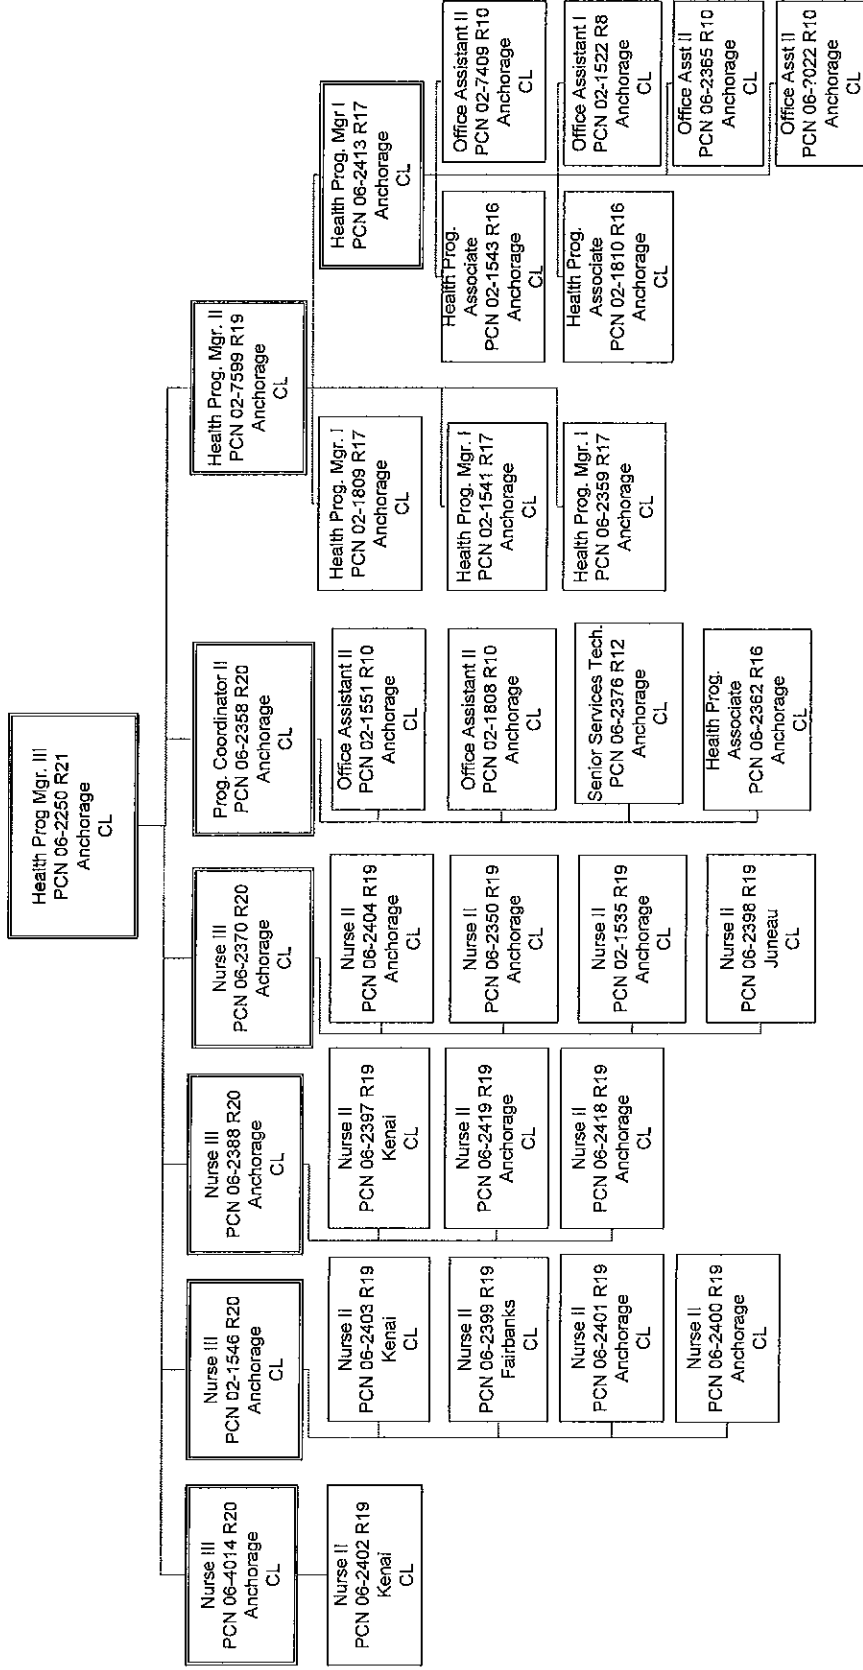 Health Prog Mgr. III
PCN 06-2250 R21
Anchorage
CL
Nurse III
PCN 06-4014 R20
Anchorage
CL
Nurse II
PCN 06-2402 R19
Kenai
CL
Nurse III
PCN 02-1546 R20
Anchorage
CL
Nurse II
PCN 06-2403 R19
Kenai
CL
Nurse II
PCN 06-2399 R19
Fairbanks
CL
Nurse II
PCN 06-2401 R19
Anchorage
CL
Nurse II
PCN 06-2400 R19
Anchorage
CL
Nurse III
PCN 06-2388 R20
Anchorage
CL
Nurse II
PCN 06-2397 R19
Kenai
CL
Nurse II
PCN 06-2419 R19
Anchorage
CL
Nurse II
PCN 06-2418 R19
Anchorage
CL
Nurse III
PCN 06-2370 R20
Achorage
CL
Nurse II
PCN 06-2404 R19
Anchorage
CL
Nurse II
PCN 06-2350 R19
Anchorage
CL
Nurse II
PCN 02-1535 R19
Anchorage
CL
Nurse II
PCN 06-2398 R19
Juneau
CL
Prog. Coordinator II
PCN 06-2358 R20
Anchorage
CL
Office Assistant II
PCN 02-1551 R10
Anchorage
CL
Office Assistant II
PCN 02-1808 R10
Anchorage
CL
Senior Services Tech.
PCN 06-2376 R12
Anchorage
CL
Health Prog.
Associate
PCN 06-2362 R16
Anchorage
CL
Health Prog. Mgr. II
PCN 02-7599 R19
Anchorage
CL
Health Prog. Mgr. I
PCN 02-1809 R17
Anchorage
CL
Health Prog. Mgr. I
PCN 02-1541 R17
Anchorage
CL
Health Prog. Mgr. I
PCN 06-2359 R17
Anchorage
CL
Health Prog. Mgr I
PCN 06-2413 R17
Anchorage
CL
Health Prog.
Associate
PCN 02-1543 R16
Anchorage
CL
Health Prog.
Associate
PCN 02-1810 R16
Anchorage
CL
Office Assistant II
PCN 02-7409 R10
Anchorage
CL
Office Assistant I
PCN 02-1522 R8
Anchorage
CL
Office Asst II
PCN 06-2365 R10
Anchorage
CL
Office Asst II
PCN 06-?022 R10
Anchorage
CL